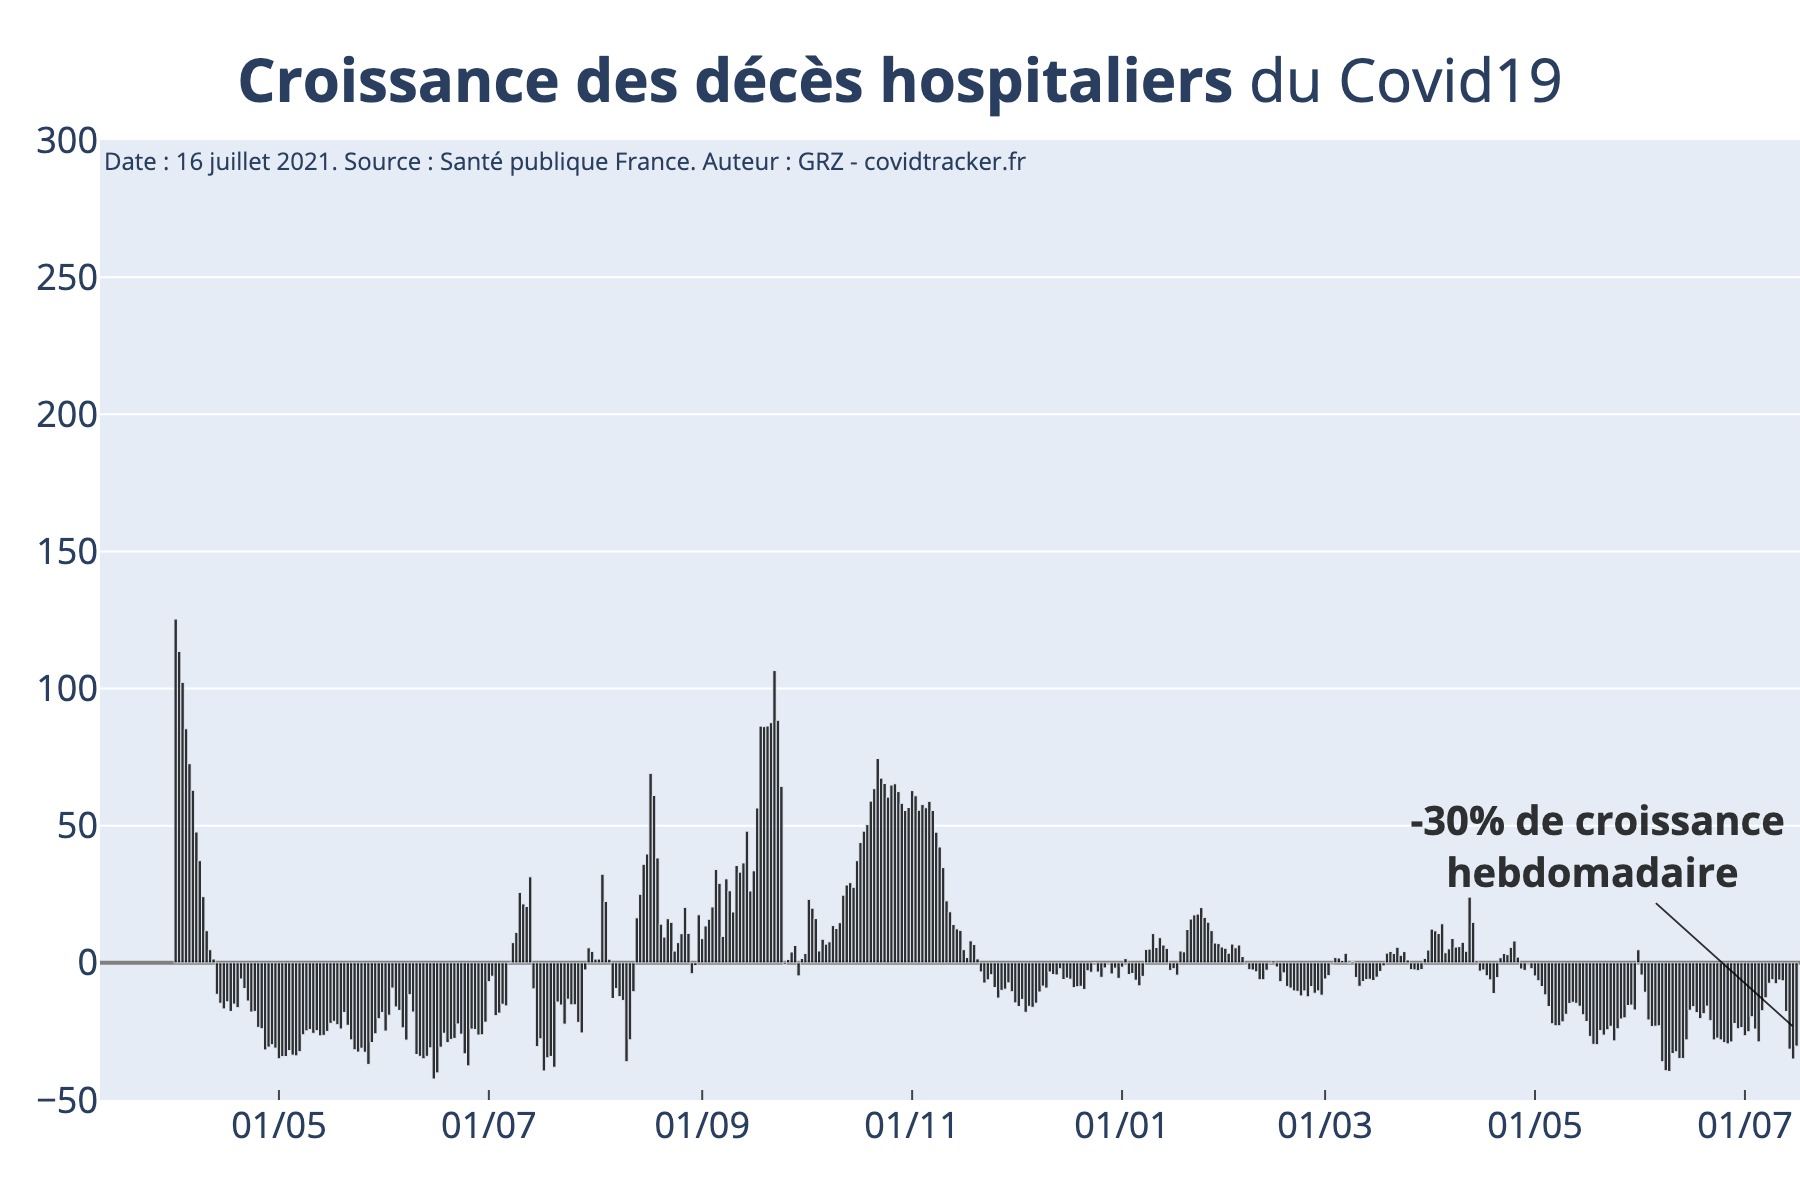 Croissance des décès hospitaliers du Covid19
300
Date : 16 juillet 2021. Source : Santé publique France. Auteur : GRZ - covidtracker.fr
250
200
150
100
50
-30% de croissance
hebdomadaire
0
−50
01/05 01/07 01/09 01/11 01/01 01/03 01/05 01/07